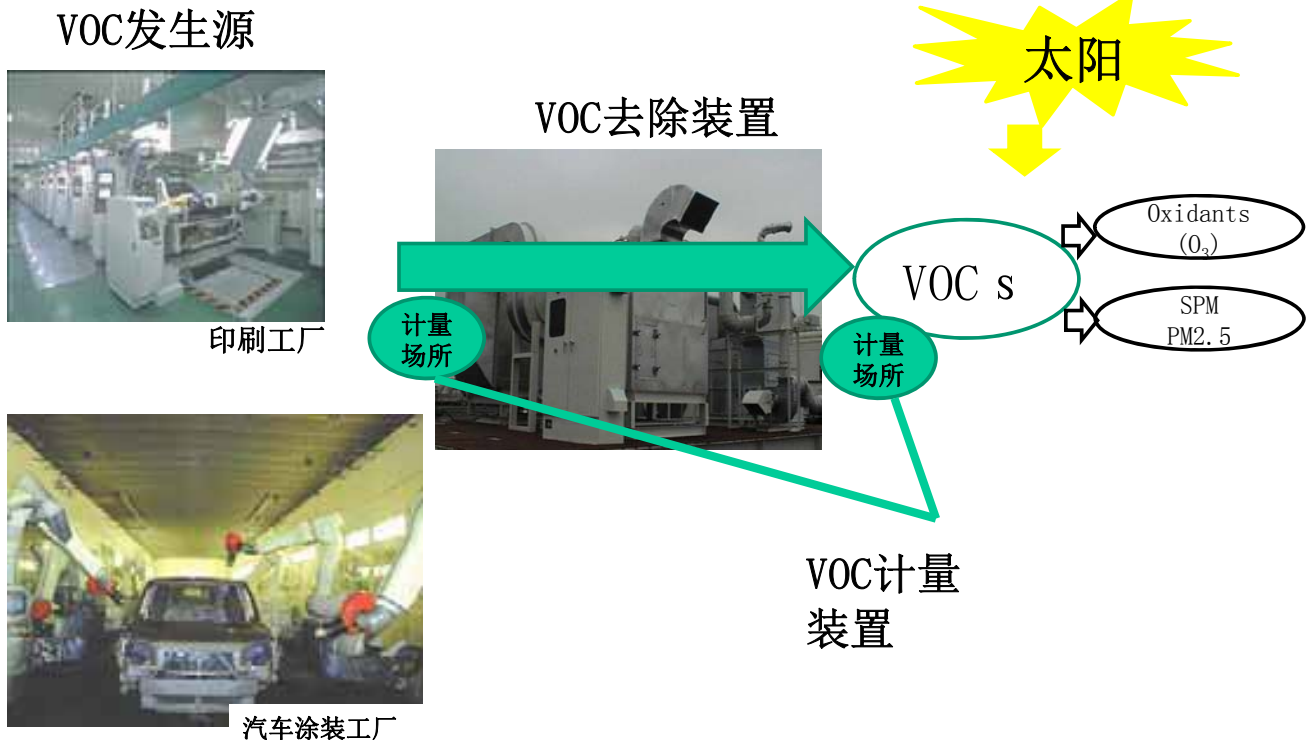 VOC发生源
太阳
VOC去除装置
Oxidants
(O₃)
VOC s
计量
场所
SPM
PM2.5
印刷工厂
计量
场所
VOC计量
装置
汽车涂装工厂